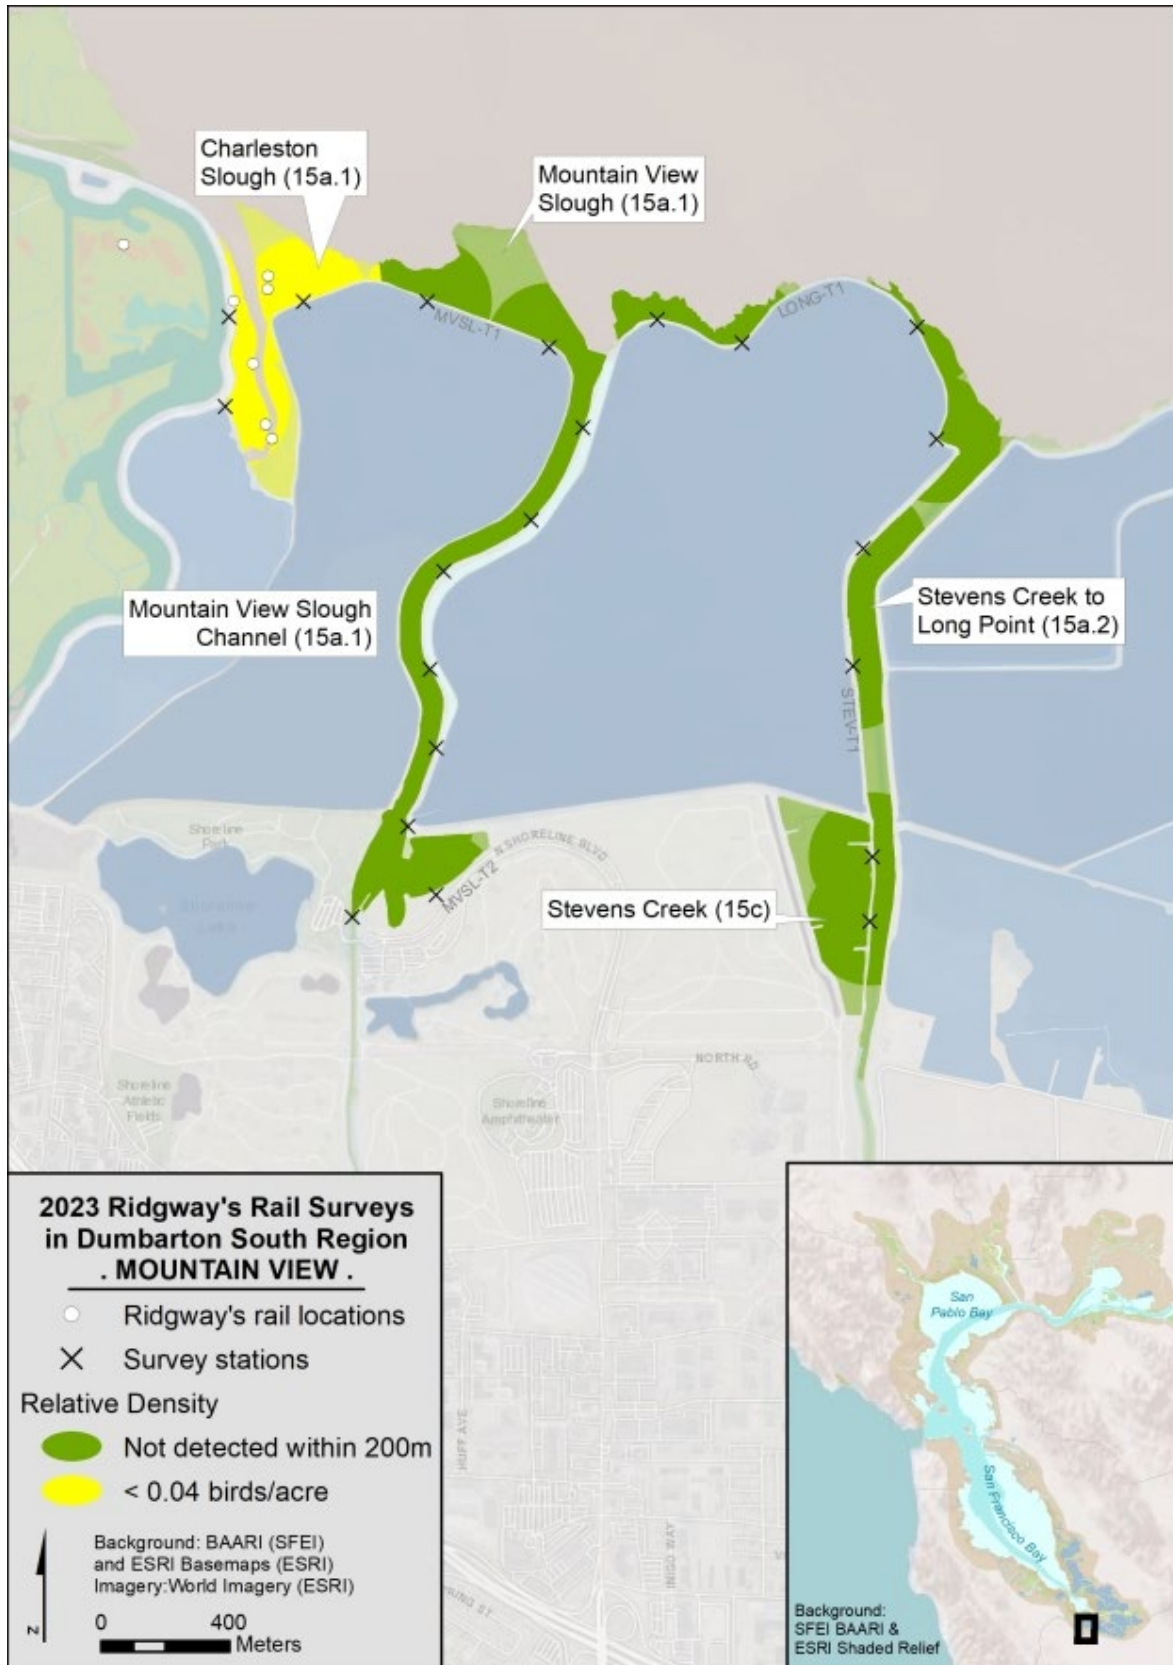 Charleston
Slough (15a.1)
Mountain View
Slough (15a.1)
MVSL-T1
LONG-T1
Mountain View Slough
Channel (15a.1)
Stevens Creek to
Long Point (15a.2)
STEV-T1
Shoreline
Park
N SHORELINE BLVD
MVSL-T2
Stevens Creek (15c)
NORTH RD
Shoreline
Athletic
Fields
Shoreline
Amphitheater
2023 Ridgway's Rail Surveys
in Dumbarton South Region
. MOUNTAIN VIEW .
Ridgway's rail locations
Survey stations
Relative Density
Not detected within 200m
< 0.04 birds/acre
Background: BAARI (SFEI)
and ESRI Basemaps (ESRI)
Imagery:World Imagery (ESRI)
N
0 400
Meters
HUFF AVE
INIGO WAY
San
Pablo Bay
San Francisco Bay
Background:
SFEI BAARI &
ESRI Shaded Relief